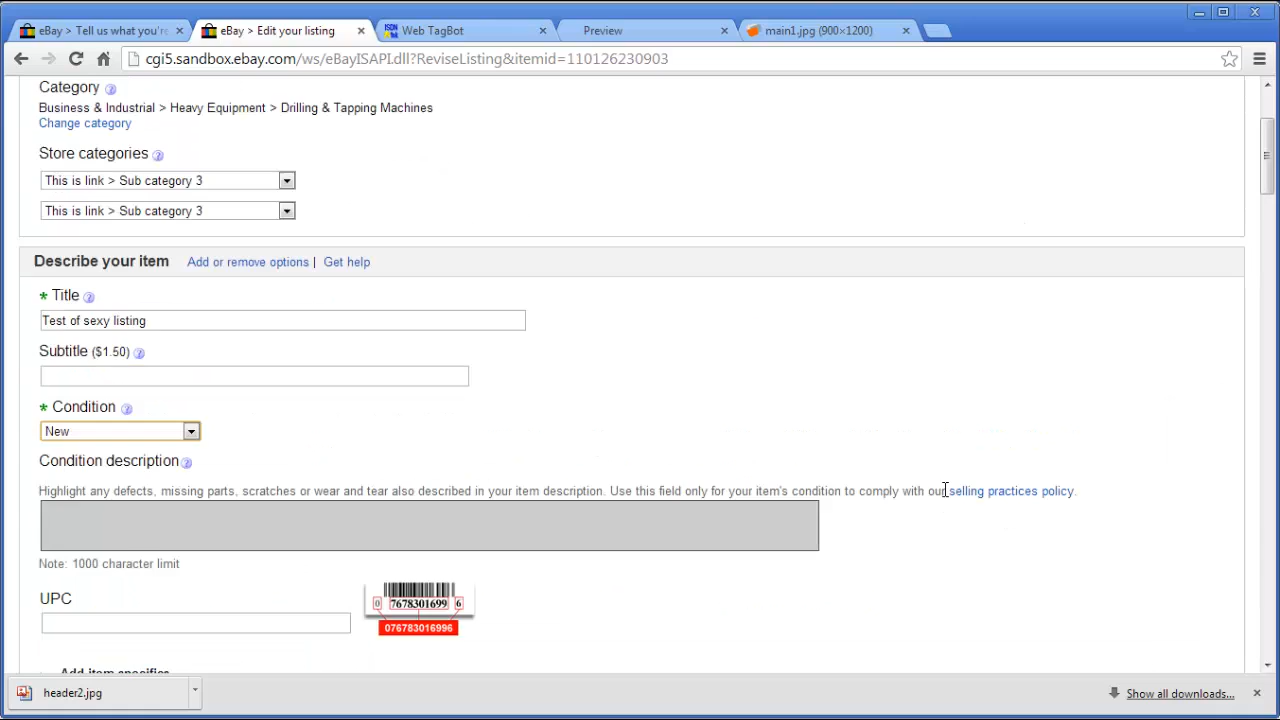 eBay > Tell us what you're
eBay > Edit your listing
Web TagBot
Preview
main1.jpg (900×1200)
cgi5.sandbox.ebay.com/ws/eBayISAPI.dll?ReviseListing&itemid=110126230903
Category
Business & Industrial > Heavy Equipment > Drilling & Tapping Machines
Change category
Store categories
This is link > Sub category 3
This is link > Sub category 3
Describe your item Add or remove options | Get help
* Title
Test of sexy listing
Subtitle ($1.50)
* Condition
New
Condition description
Highlight any defects, missing parts, scratches or wear and tear also described in your item description. Use this field only for your item's condition to comply with our selling practices policy.
Note: 1000 character limit
UPC
0 7678301699 6
076783016996
Add item specifics
header2.jpg
Show all downloads...